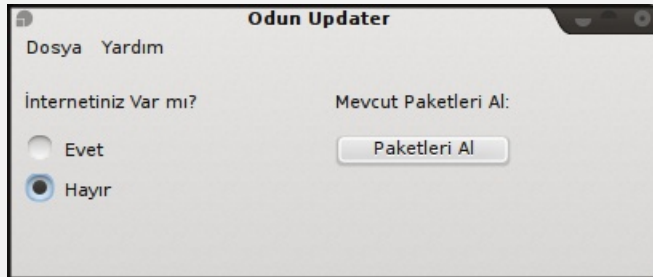 Odun Updater
Dosya Yardım
İnternetiniz Var mı?
Evet
Hayır
Mevcut Paketleri Al:
Paketleri Al